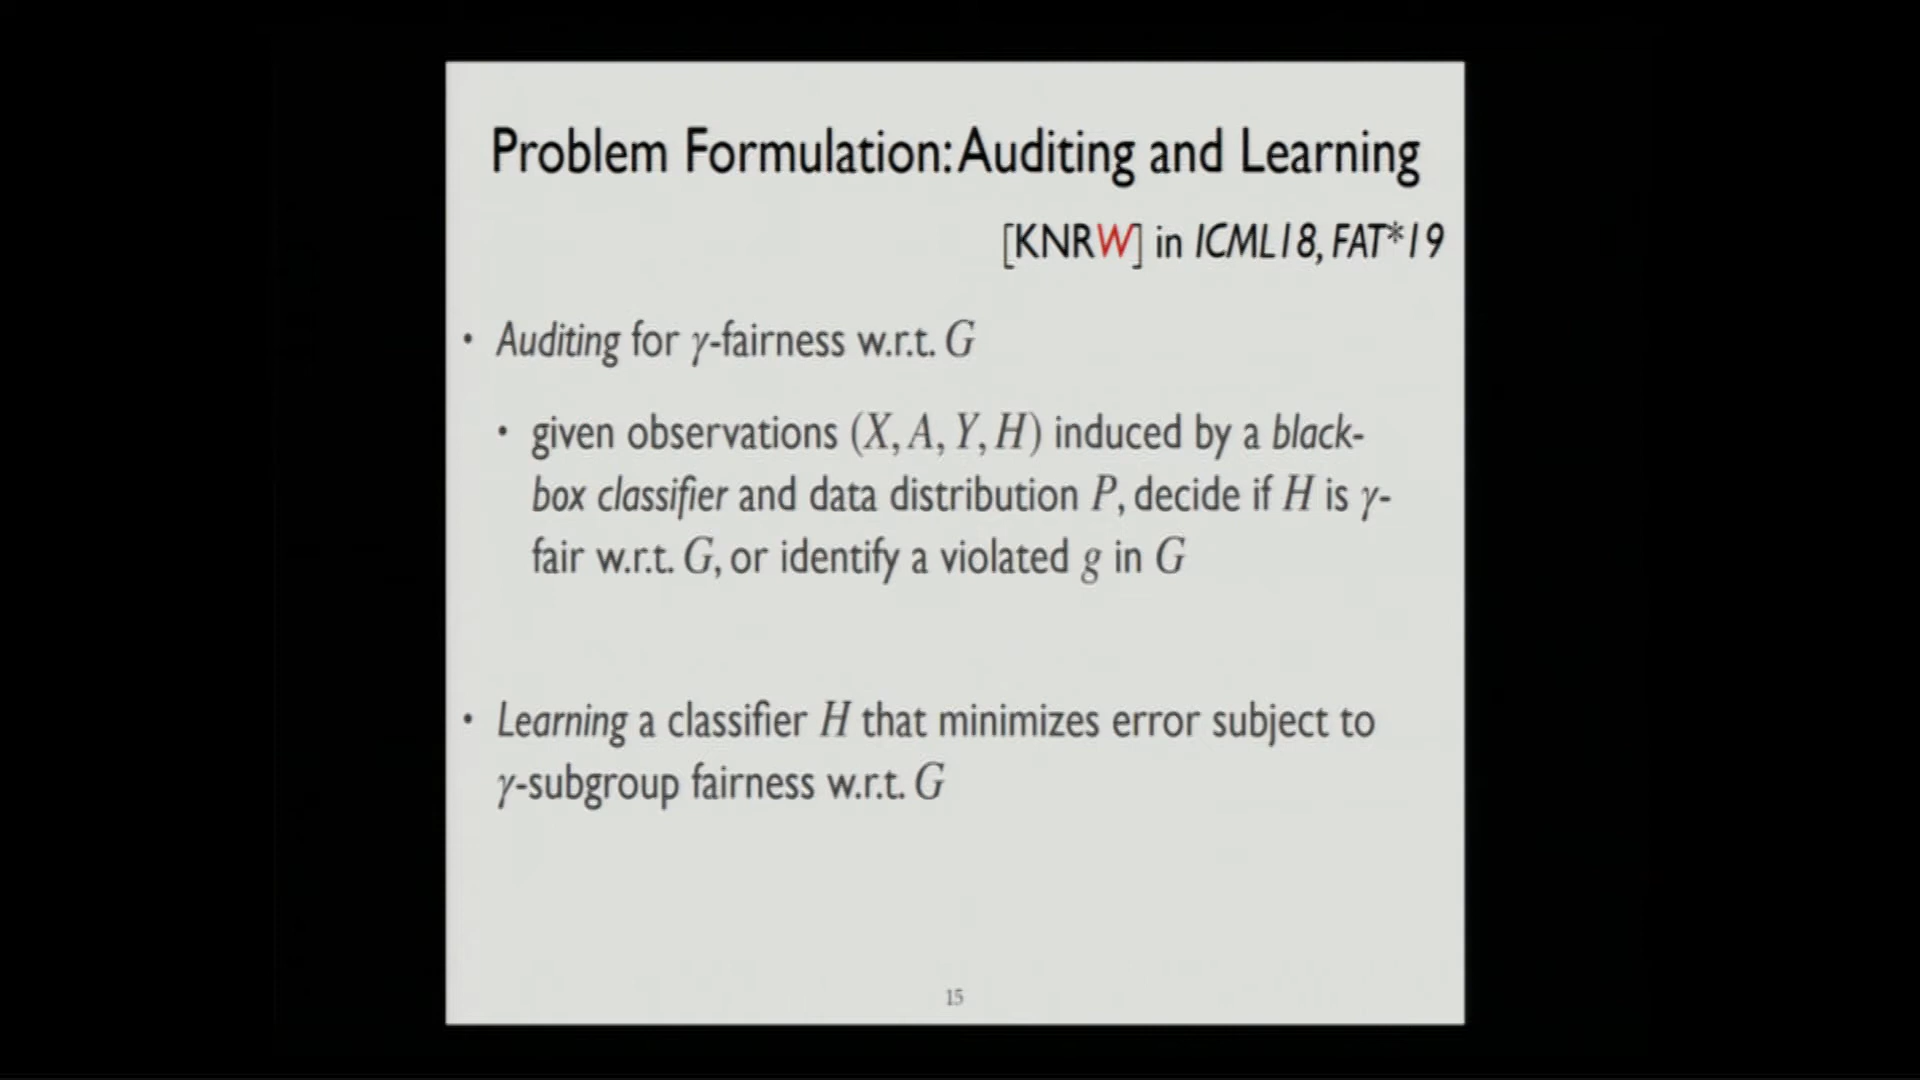 Problem Formulation: Auditing and Learning
[KNRW] in ICML18, FAT*19
• Auditing for γ-fairness w.r.t. G
• given observations (X, A, Y, H) induced by a black-
box classifier and data distribution P, decide if H is γ-
fair w.r.t. G, or identify a violated g in G
• Learning a classifier H that minimizes error subject to
γ-subgroup fairness w.r.t. G
15